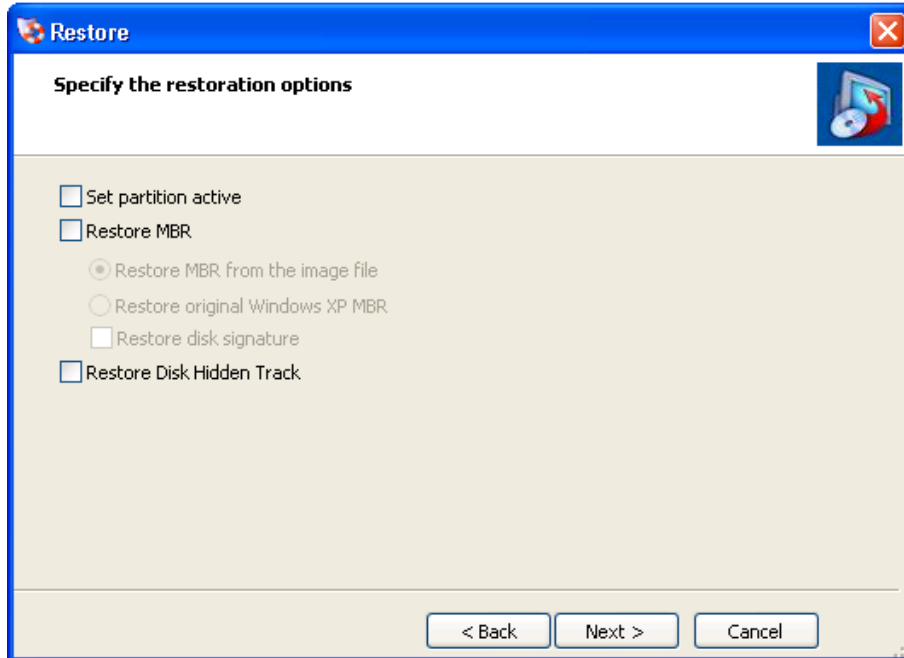 Restore
Specify the restoration options
Set partition active
Restore MBR
Restore MBR from the image file
Restore original Windows XP MBR
Restore disk signature
Restore Disk Hidden Track
< Back Next > Cancel